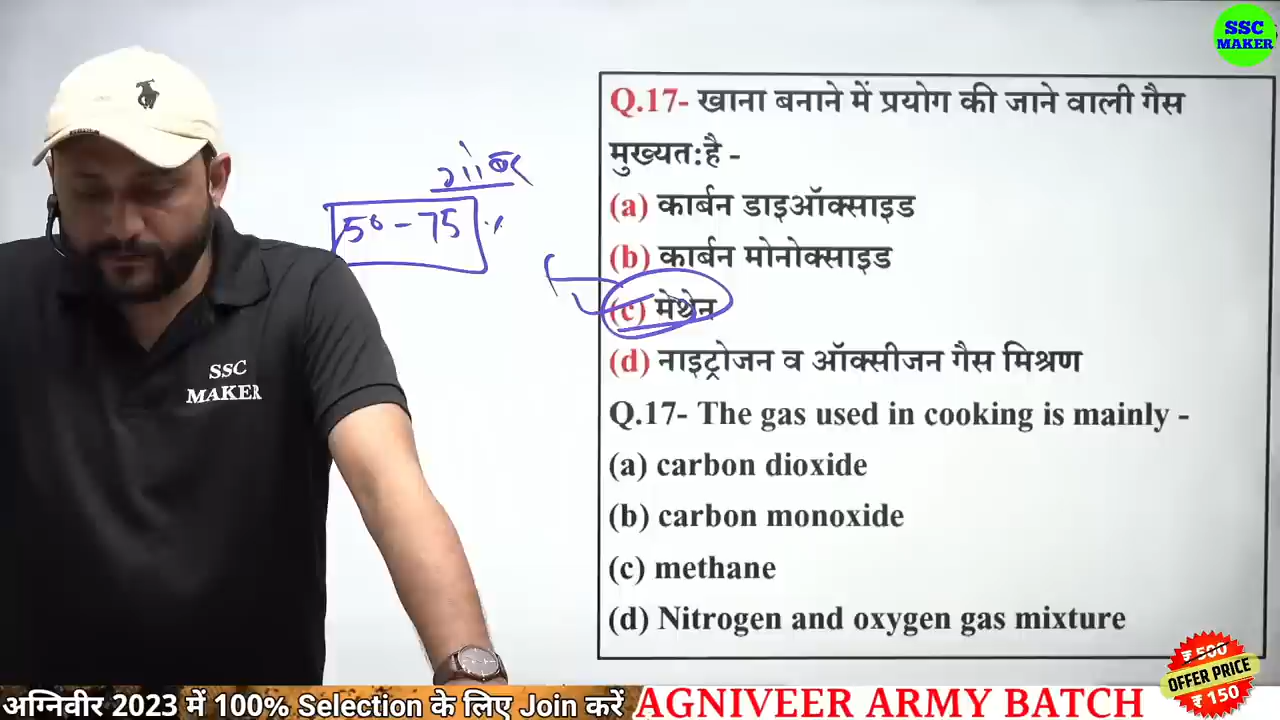 SSC
MAKER
Q.17- खाना बनाने में प्रयोग की जाने वाली गैस
मुख्यत:है -
(a) कार्बन डाइऑक्साइड
(b) कार्बन मोनोक्साइड
(c) मेथेन
(d) नाइट्रोजन व ऑक्सीजन गैस मिश्रण
Q.17- The gas used in cooking is mainly -
(a) carbon dioxide
(b) carbon monoxide
(c) methane
(d) Nitrogen and oxygen gas mixture
गोबर
50-75 %
SSC
MAKER
अग्निवीर 2023 में 100% Selection के लिए Join करें AGNIVEER ARMY BATCH
₹ 500
OFFER PRICE
₹ 150